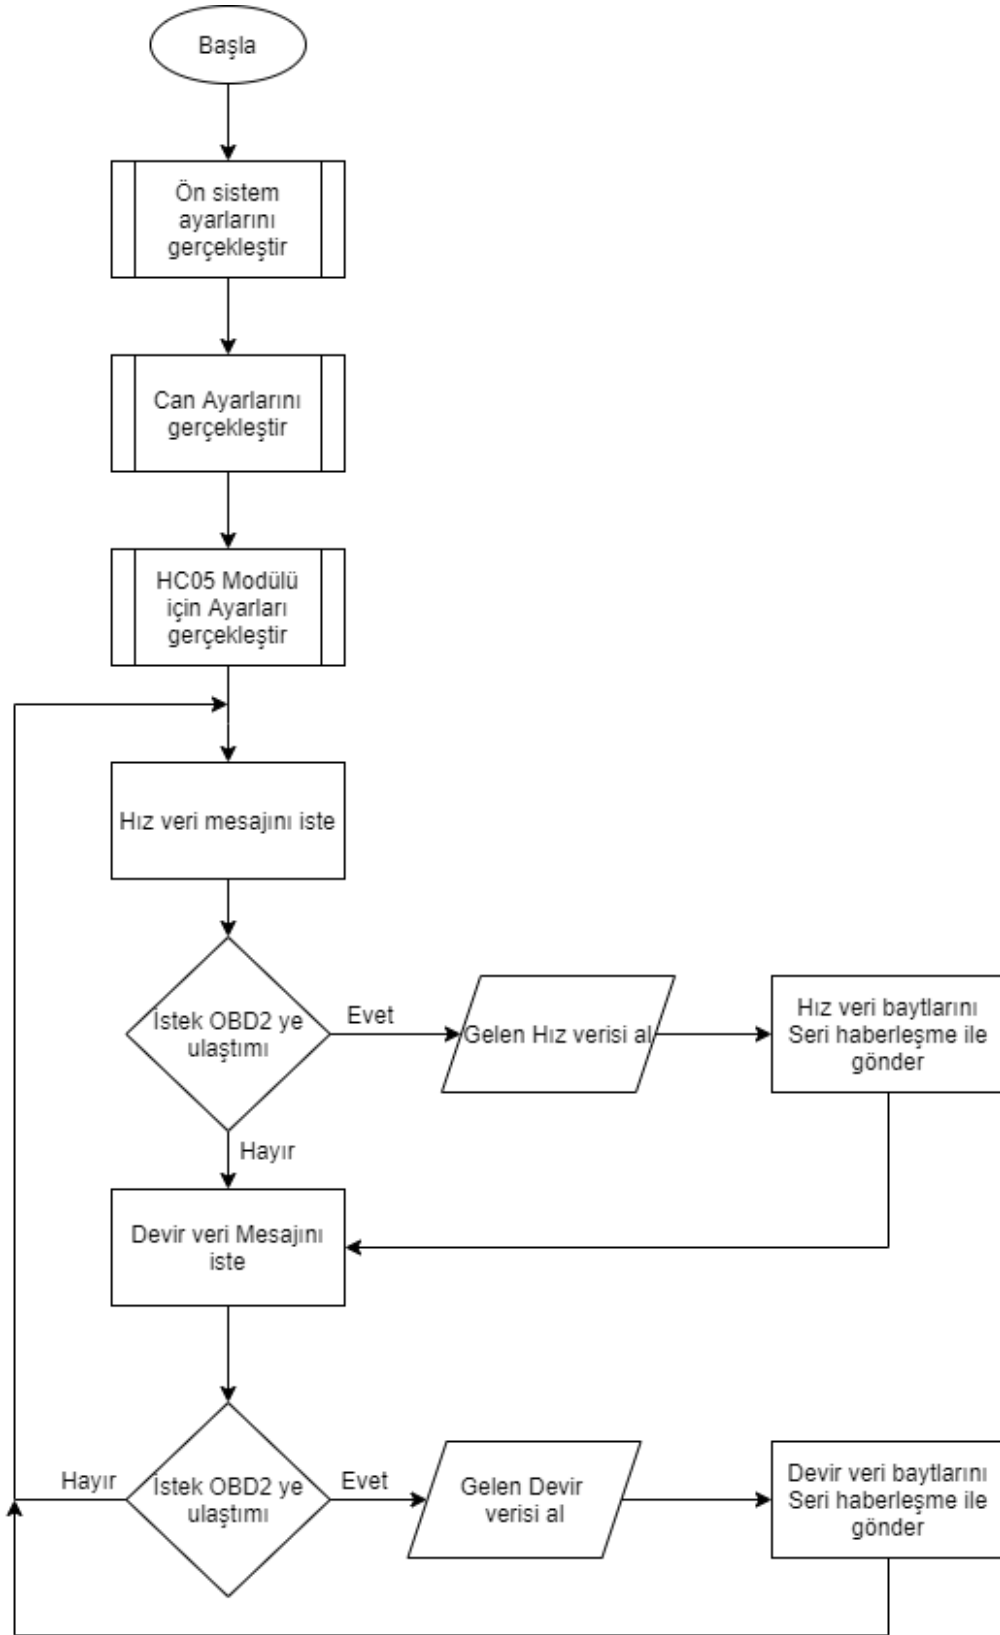 Başla
Ön sistem
ayarlarını
gerçekleştir
Can Ayarlarını
gerçekleştir
HC05 Modülü
için Ayarları
gerçekleştir
Hız veri mesajını iste
İstek OBD2 ye
ulaştımı
Evet
Gelen Hız verisi al
Hız veri baytlarını
Seri haberleşme ile
gönder
Hayır
Devir veri Mesajını
iste
Hayır
İstek OBD2 ye
ulaştımı
Evet
Gelen Devir
verisi al
Devir veri baytlarını
Seri haberleşme ile
gönder